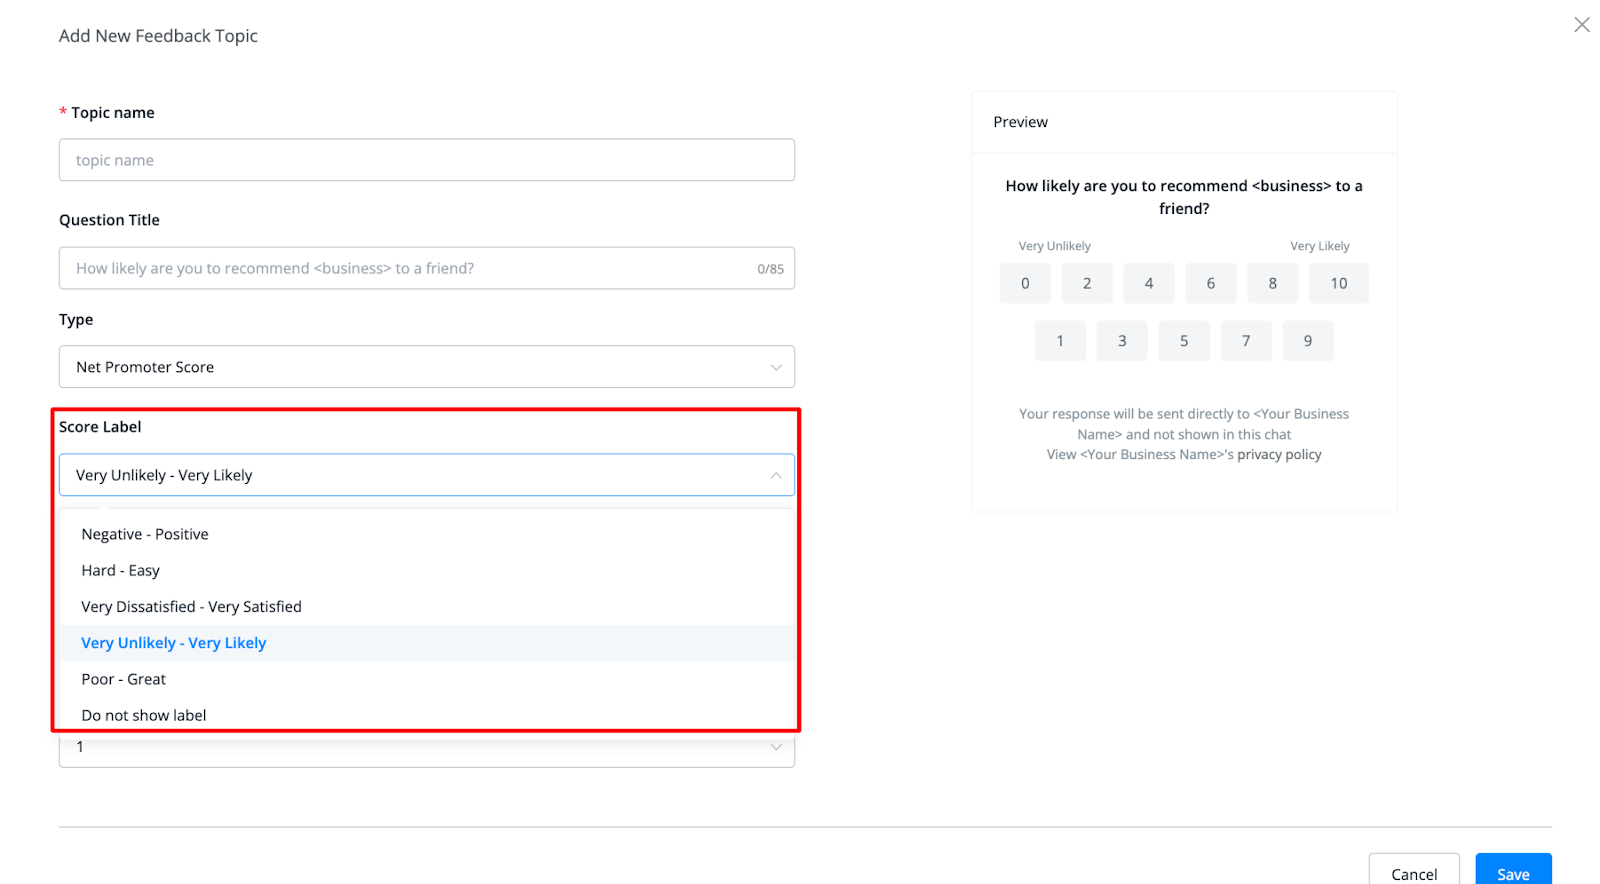 Add New Feedback Topic
* Topic name
topic name
Question Title
How likely are you to recommend <business> to a friend?
0/85
Type
Net Promoter Score
Score Label
Very Unlikely - Very Likely
Negative - Positive
Hard - Easy
Very Dissatisfied - Very Satisfied
Very Unlikely - Very Likely
Poor - Great
Do not show label
1
Preview
How likely are you to recommend <business> to a
friend?
Very Unlikely Very Likely
0 2 4 6 8 10
1 3 5 7 9
Your response will be sent directly to <Your Business
Name> and not shown in this chat
View <Your Business Name>'s privacy policy
Cancel Save